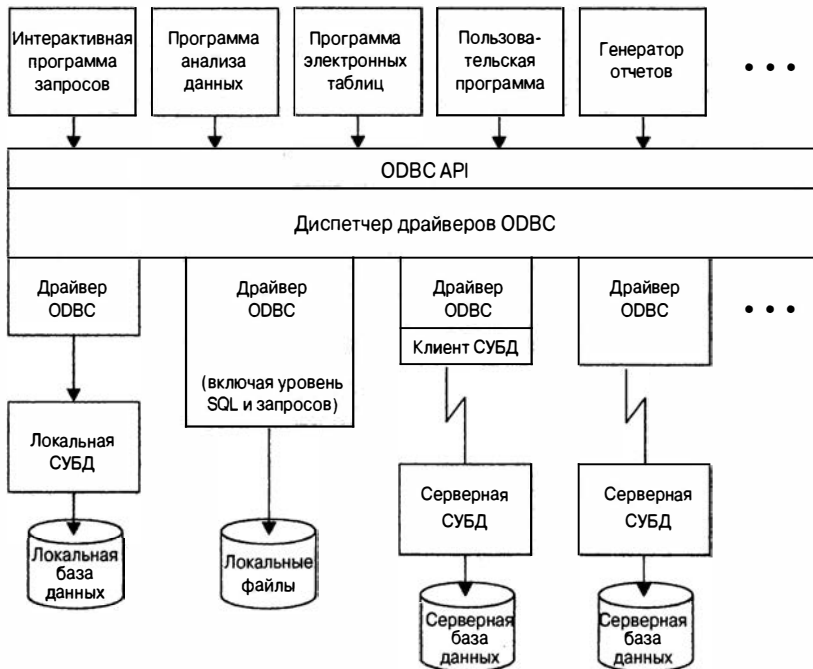 Интерактивная
программа
запросов
Программа
анализа
данных
Программа
электронных
таблиц
Пользова-
тельская
программа
Генератор
отчетов
• • •
ODBC API
Диспетчер драйверов ODBC
Драйвер
ODBC
Драйвер
ODBC
(включая уровень
SQL и запросов)
Драйвер
ODBC
Клиент СУБД
Драйвер
ODBC
• • •
Локальная
СУБД
Серверная
СУБД
Серверная
СУБД
Локальная
база
данных
Локальные
файлы
Серверная
база
данных
Серверная
база
данных